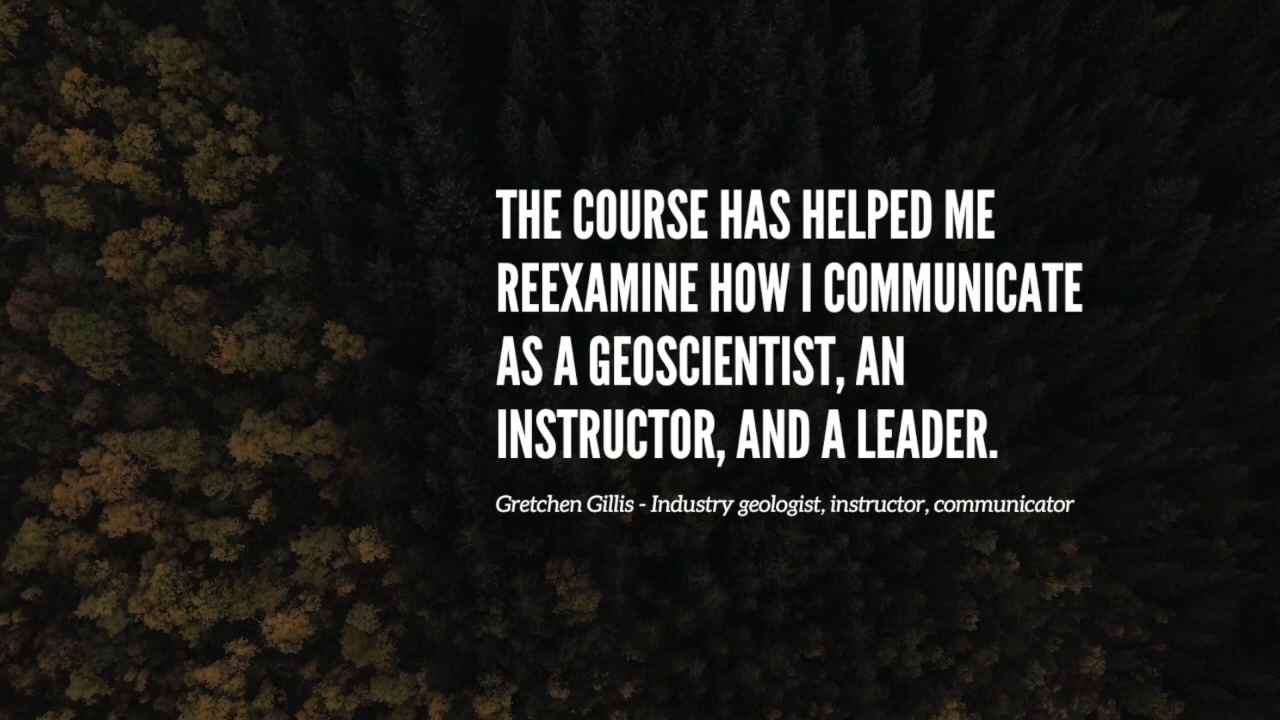 THE COURSE HAS HELPED ME
REEXAMINE HOW I COMMUNICATE
AS A GEOSCIENTIST, AN
INSTRUCTOR, AND A LEADER.
Gretchen Gillis - Industry geologist, instructor, communicator